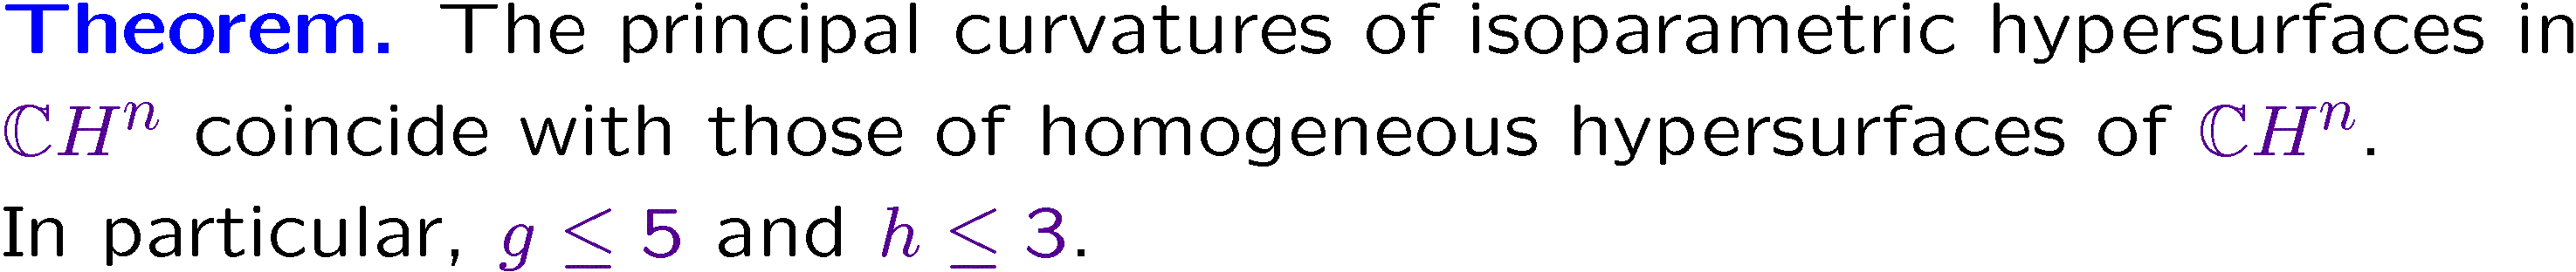 Theorem. The principal curvatures of isoparametric hypersurfaces in
ℂHⁿ coincide with those of homogeneous hypersurfaces of ℂHⁿ.
In particular, g ≤ 5 and h ≤ 3.